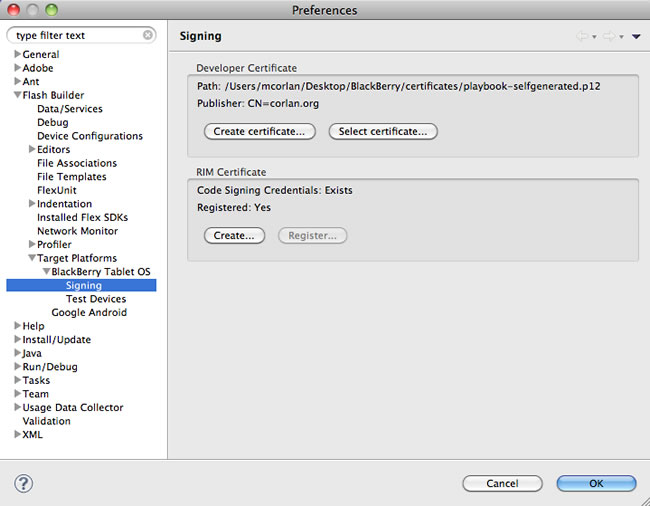 Preferences
type filter text
General
Adobe
Ant
Flash Builder
Data/Services
Debug
Device Configurations
Editors
File Associations
File Templates
FlexUnit
Indentation
Installed Flex SDKs
Network Monitor
Profiler
Target Platforms
BlackBerry Tablet OS
Signing
Test Devices
Google Android
Help
Install/Update
Java
Run/Debug
Tasks
Team
Usage Data Collector
Validation
XML
Signing
Developer Certificate
Path: /Users/mcorlan/Desktop/BlackBerry/certificates/playbook-selfgenerated.p12
Publisher: CN=corlan.org
Create certificate... Select certificate...
RIM Certificate
Code Signing Credentials: Exists
Registered: Yes
Create... Register...
? Cancel OK